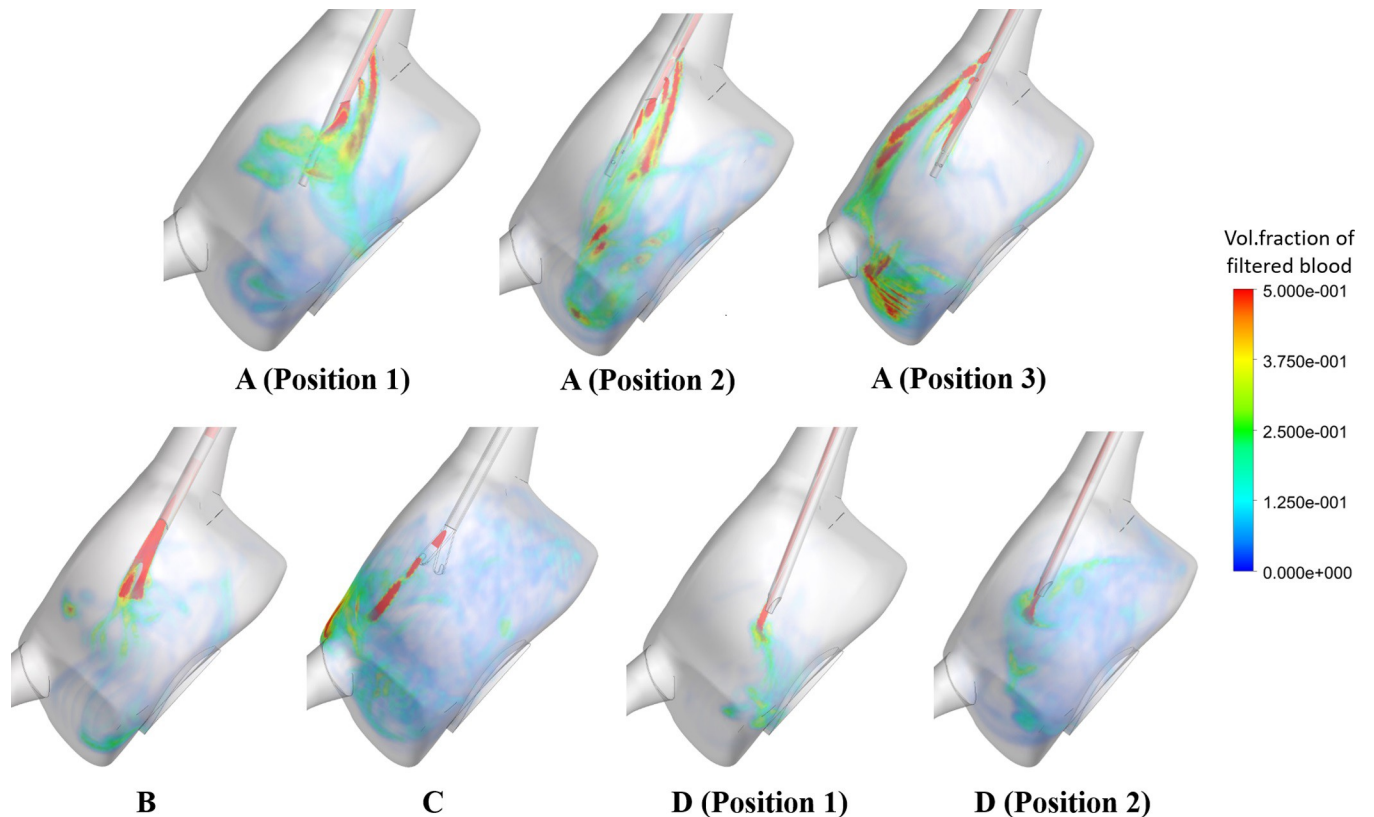 A (Position 1)
A (Position 2)
A (Position 3)
Vol.fraction of
filtered blood
5.000e-001
3.750e-001
2.500e-001
1.250e-001
0.000e+000
B
C
D (Position 1)
D (Position 2)